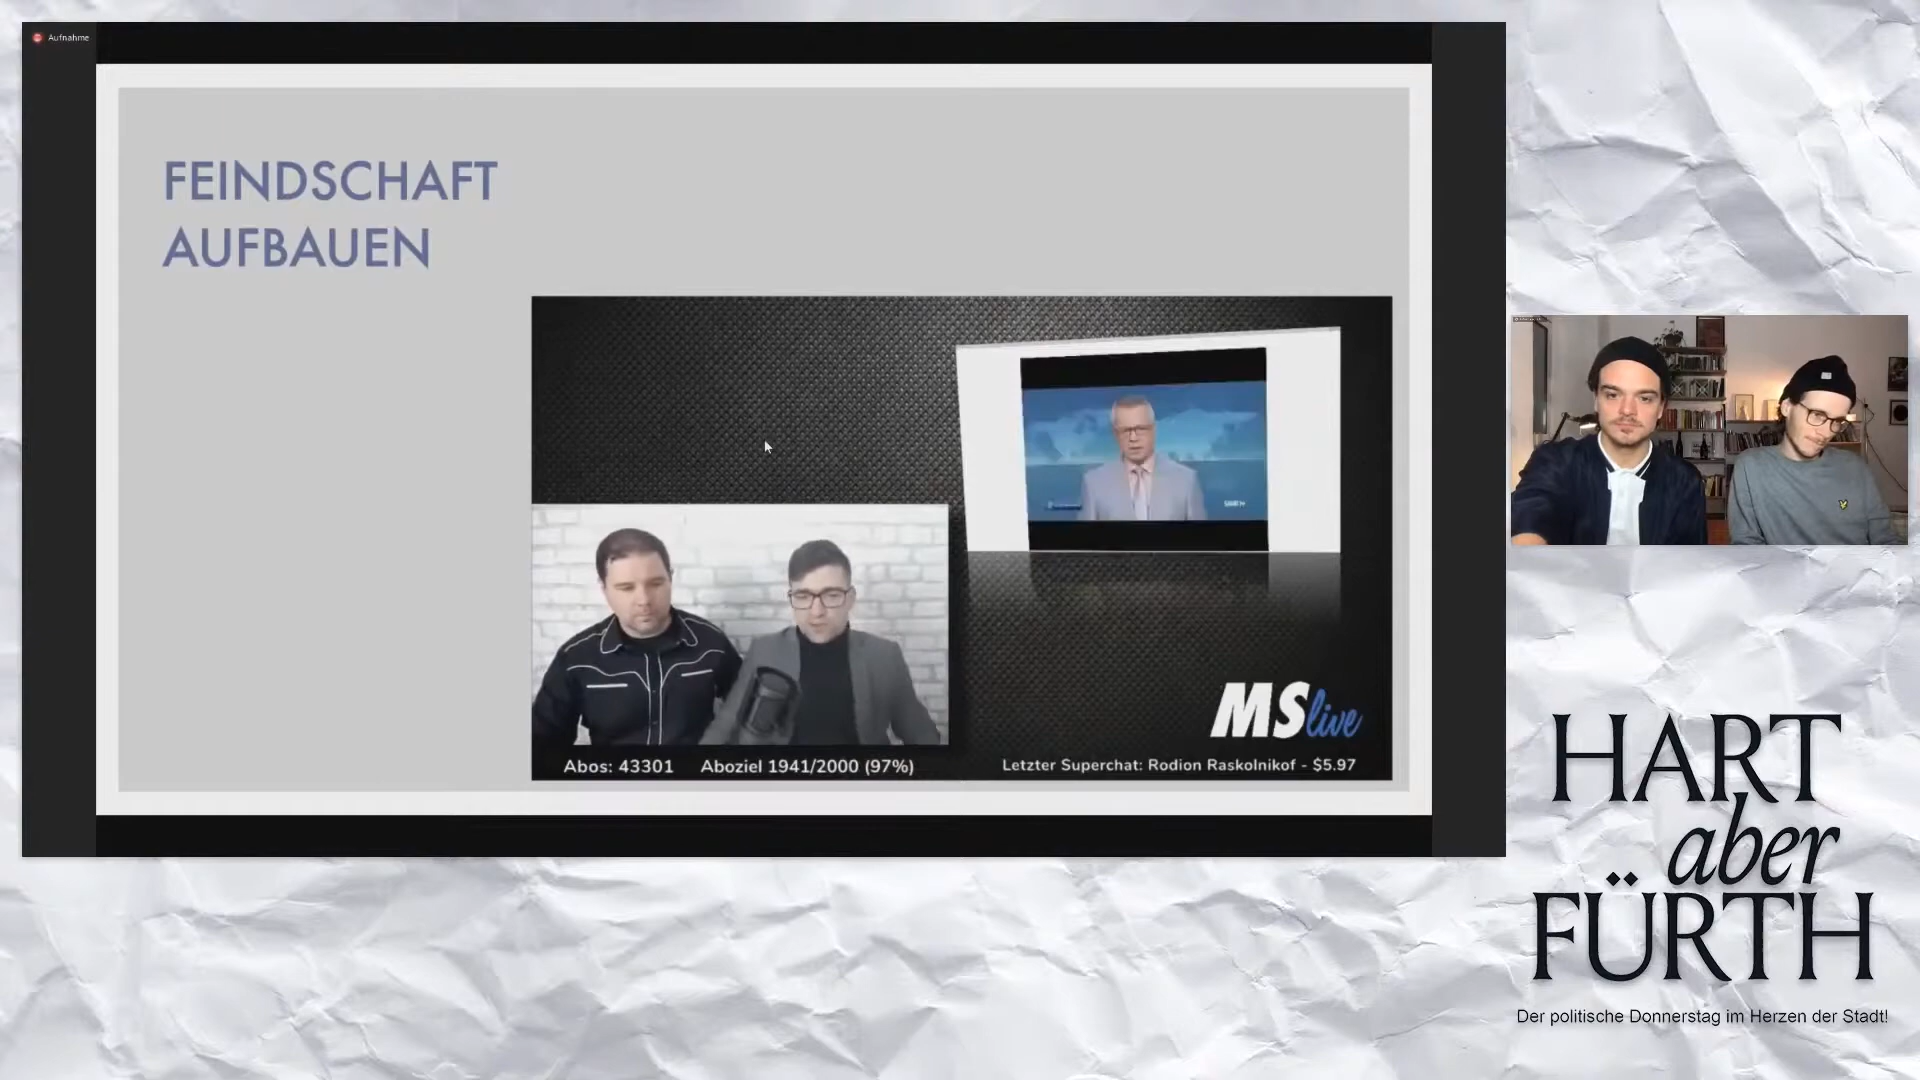 Aufnahme
FEINDSCHAFT
AUFBAUEN
MSlive
Abos: 43301 Aboziel 1941/2000 (97%)
Letzter Superchat: Rodion Raskolnikof - $5.97
HART
aber
FÜRTH
Der politische Donnerstag im Herzen der Stadt!